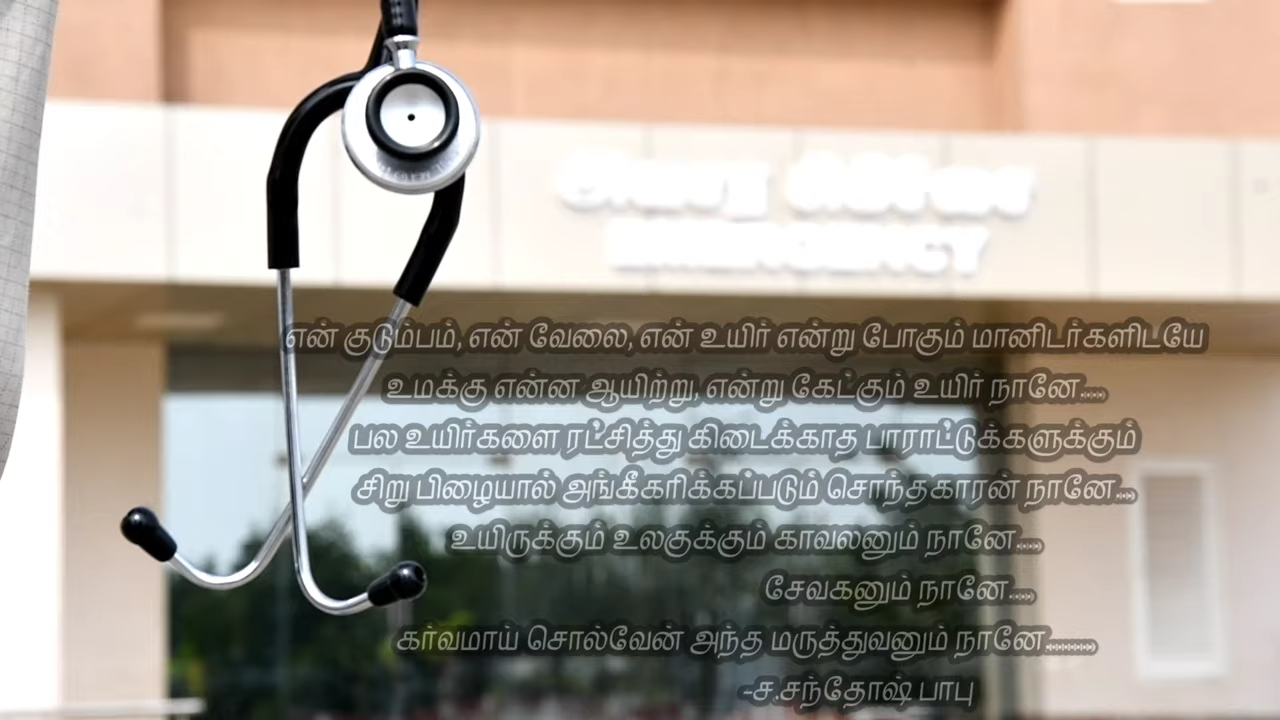 EMERGENCY
என் குடும்பம், என் வேலை, என் உயிர் என்று போகும் மானிடர்களிடயே
உமக்கு என்ன ஆயிற்று, என்று கேட்கும் உயிர் நானே....
பல உயிர்களை ரட்சித்து கிடைக்காத பாராட்டுக்களுக்கும்
சிறு பிழையால் அங்கீகரிக்கப்படும் சொந்தகாரன் நானே...
உயிருக்கும் உலகுக்கும் காவலனும் நானே....
சேவகனும் நானே....
கர்வமாய் சொல்வேன் அந்த மருத்துவனும் நானே.......
-ச.சந்தோஷ் பாபு